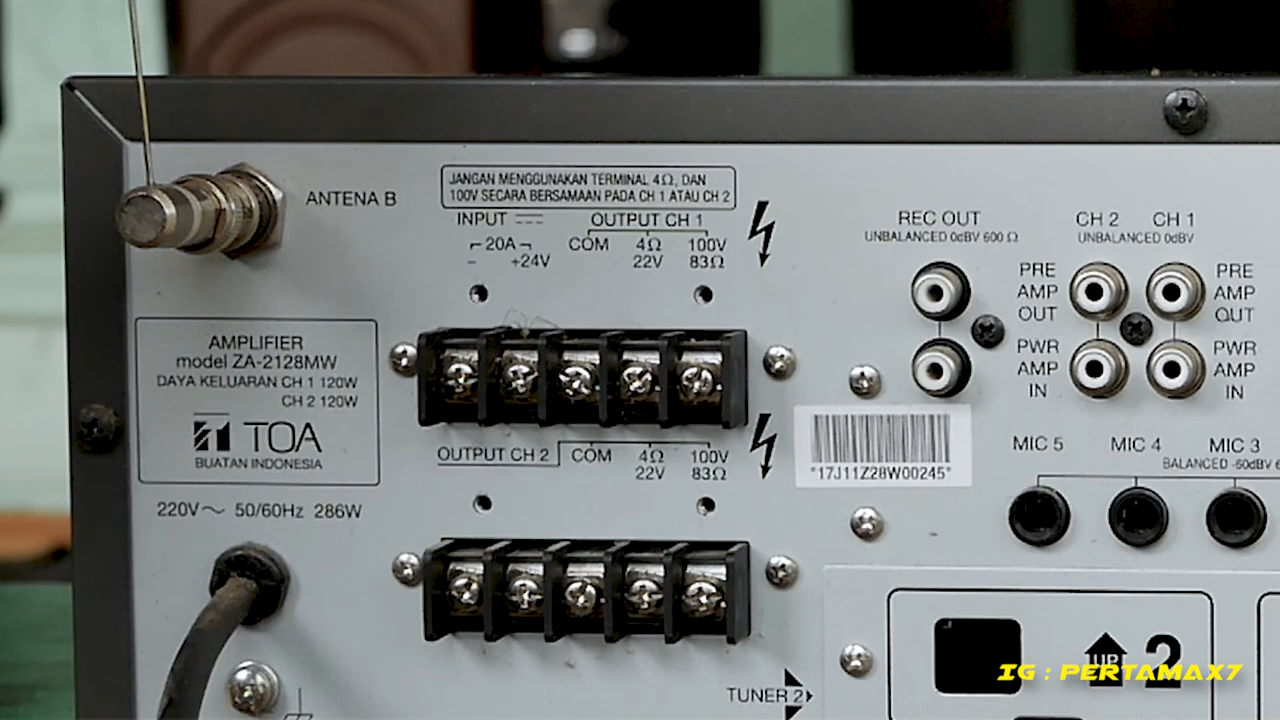 ANTENA B
JANGAN MENGGUNAKAN TERMINAL 4Ω, DAN
100V SECARA BERSAMAAN PADA CH 1 ATAU CH 2
INPUT
OUTPUT CH 1
20A
COM 4Ω 100V
− +24V
22V 83Ω
REC OUT
UNBALANCED 0dBV 600 Ω
CH 2 CH 1
UNBALANCED 0dBV
PRE
AMP
OUT
PRE
AMP
OUT
PWR
AMP
IN
PWR
AMP
IN
AMPLIFIER
model ZA-2128MW
DAYA KELUARAN CH 1 120W
CH 2 120W
TOA
BUATAN INDONESIA
220V～ 50/60Hz 286W
OUTPUT CH 2 COM 4Ω 100V
22V 83Ω
*17J11Z28W00245*
MIC 5 MIC 4 MIC 3
BALANCED -60dBV 6
UP 2
TUNER 2
IG : PERTAMAX7